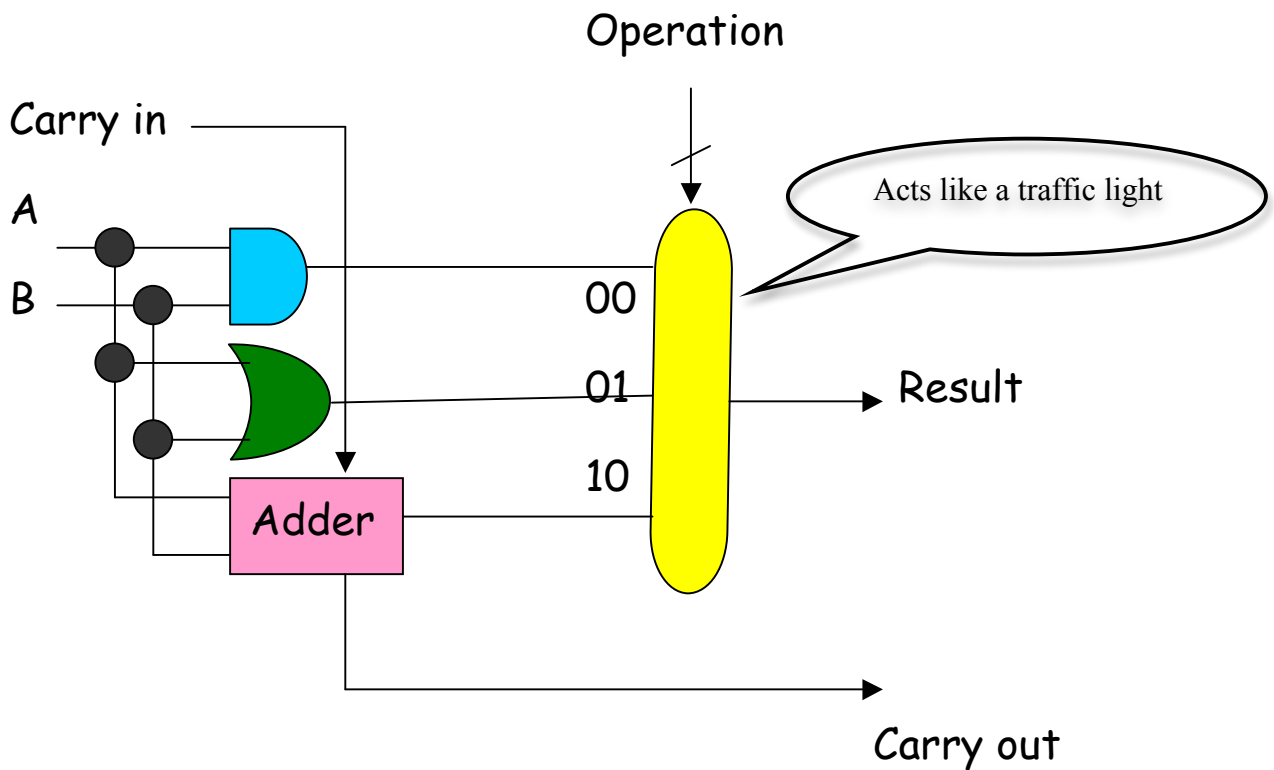 Operation
Carry in
Acts like a traffic light
A
B
00
01
Result
10
Adder
Carry out